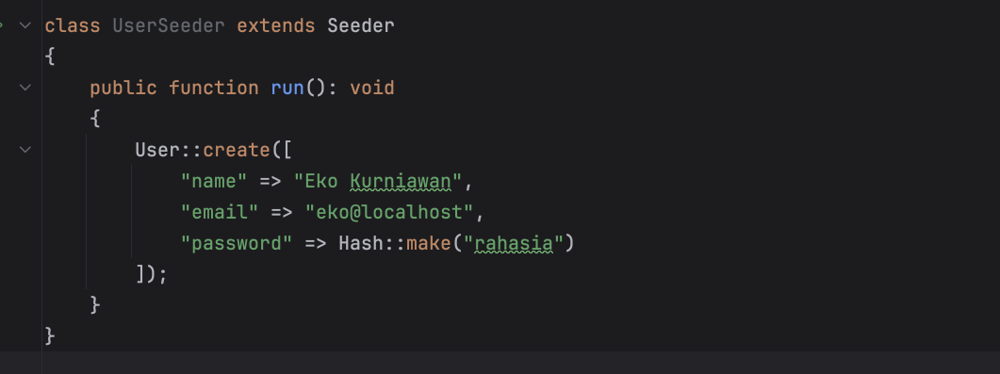 class UserSeeder extends Seeder
{
    public function run(): void
    {
        User::create([
            "name" => "Eko Kurniawan",
            "email" => "eko@localhost",
            "password" => Hash::make("rahasia")
        ]);
    }
}